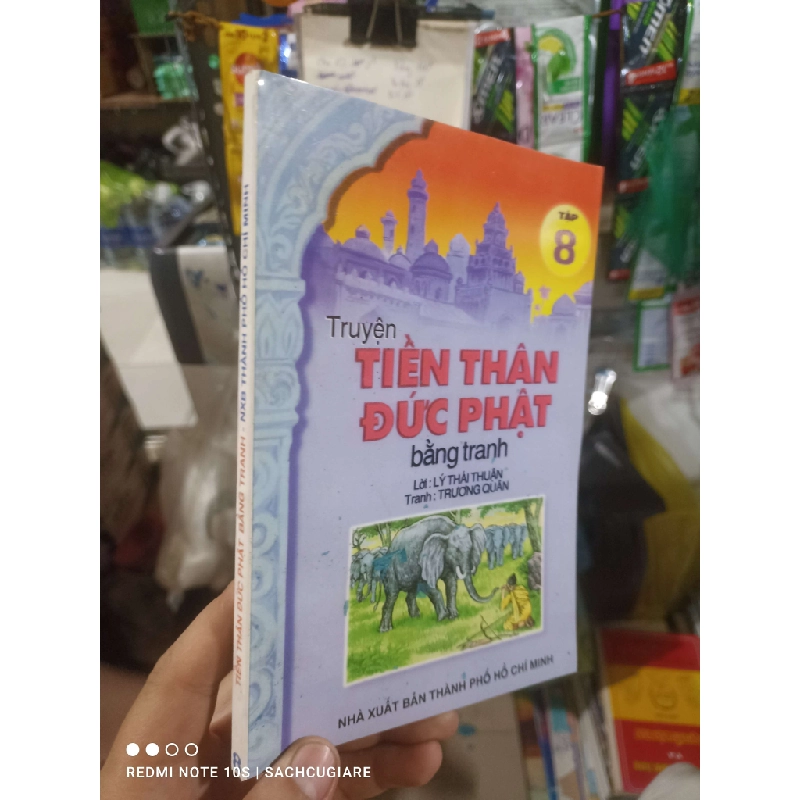 TẬP
8
Truyện
TIỀN THÂN
ĐỨC PHẬT
bằng tranh
Lời : LÝ THÁI THUẬN
Tranh : TRƯƠNG QUÂN
NHÀ XUẤT BẢN THÀNH PHỐ HỒ CHÍ MINH
TIỀN THÂN ĐỨC PHẬT BẰNG TRANH - NXB THÀNH PHỐ HỒ CHÍ MINH
8
REDMI NOTE 10S | SACHCUGIARE